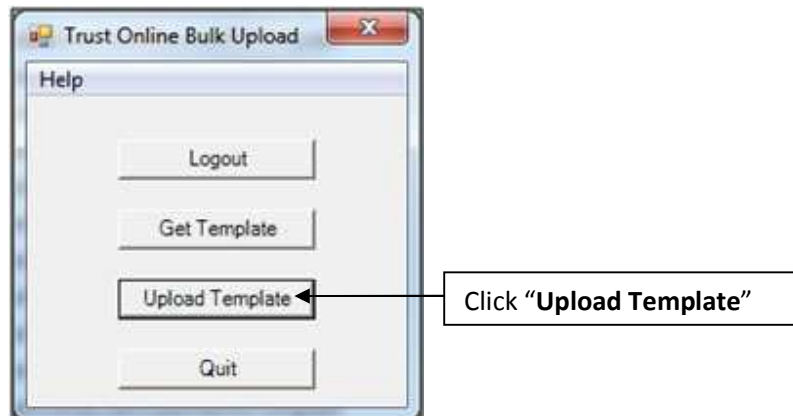 Trust Online Bulk Upload
Help
Logout
Get Template
Upload Template
Click “Upload Template”
Quit